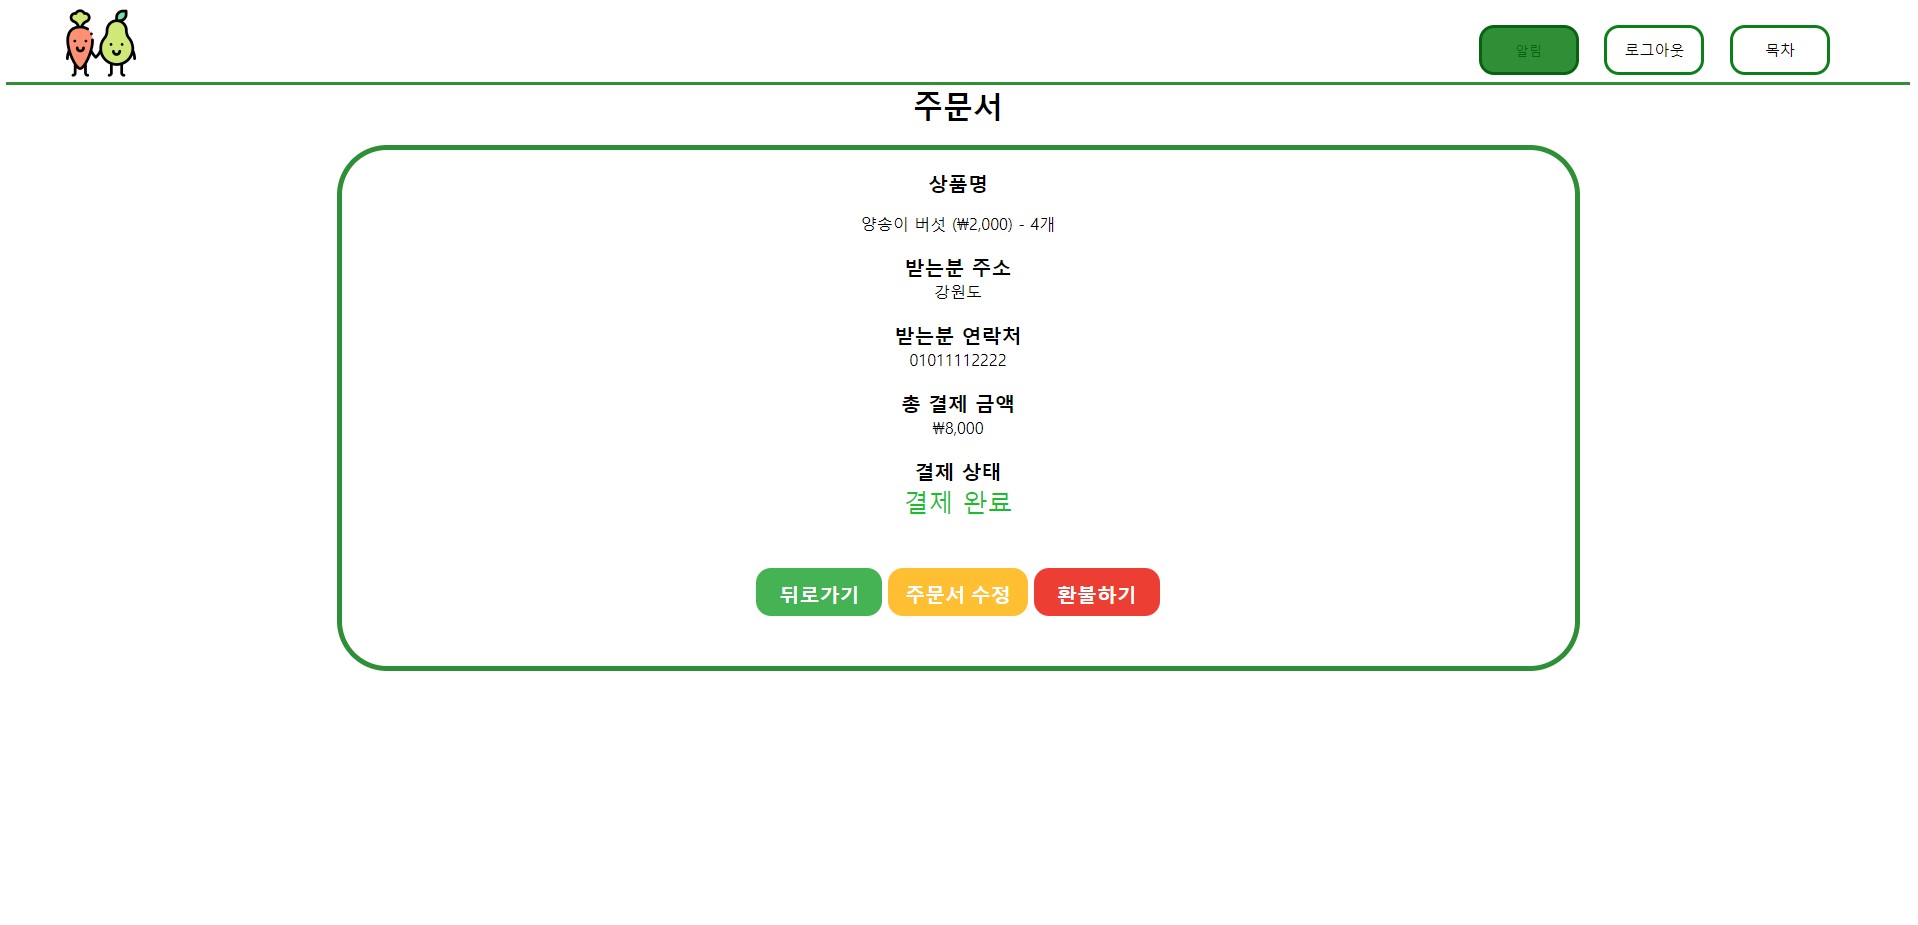 알림
로그아웃
목차
주문서
상품명
양송이 버섯 (₩2,000) - 4개
받는분 주소
강원도
받는분 연락처
01011112222
총 결제 금액
₩8,000
결제 상태
결제 완료
뒤로가기
주문서 수정
환불하기